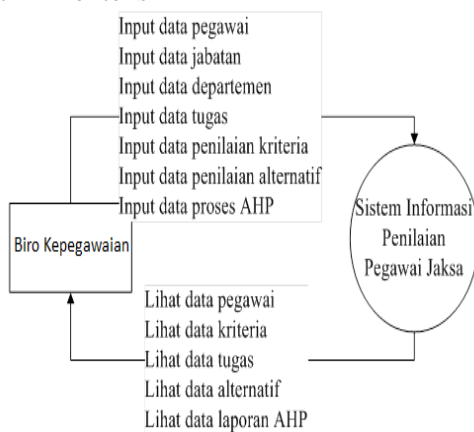 Input data pegawai
Input data jabatan
Input data departemen
Input data tugas
Input data penilaian kriteria
Input data penilaian alternatif
Input data proses AHP
Biro Kepegawaian
Sistem Informasi
Penilaian
Pegawai Jaksa
Lihat data pegawai
Lihat data kriteria
Lihat data tugas
Lihat data alternatif
Lihat data laporan AHP